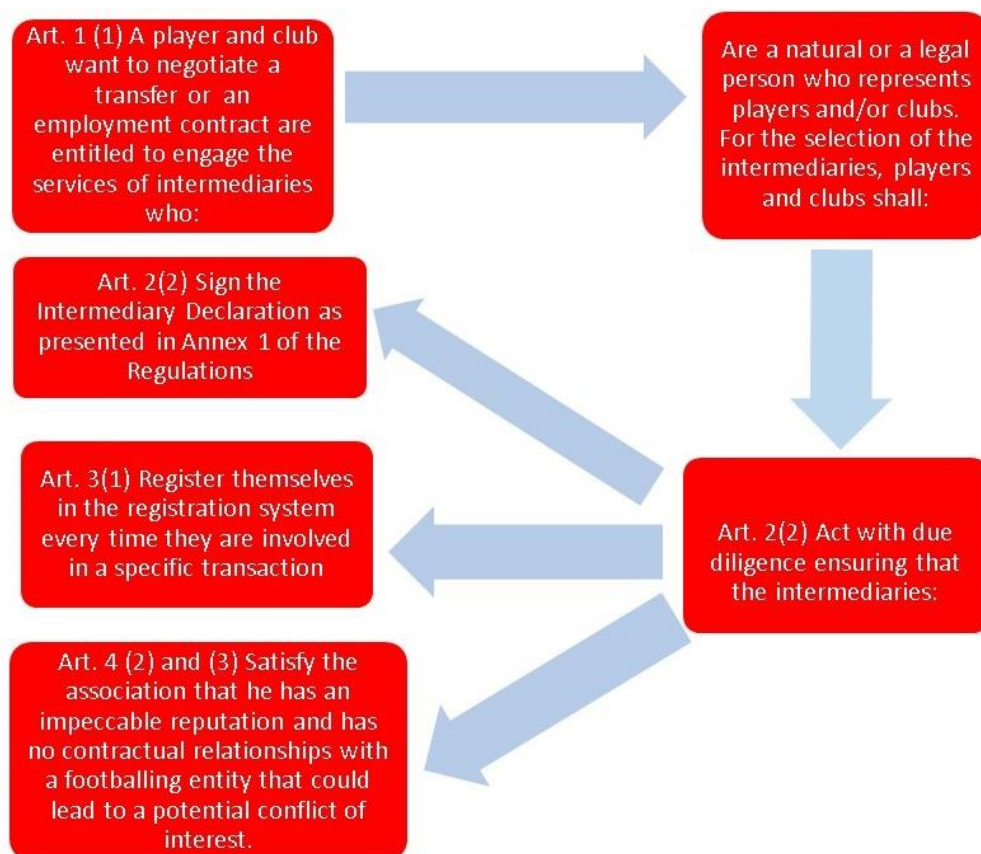 Art. 1 (1) A player and club
want to negotiate a
transfer or an
employment contract are
entitled to engage the
services of intermediaries
who:
Are a natural or a legal
person who represents
players and/or clubs.
For the selection of the
intermediaries, players
and clubs shall:
Art. 2(2) Act with due
diligence ensuring that
the intermediaries:
Art. 2(2) Sign the
Intermediary Declaration as
presented in Annex 1 of the
Regulations
Art. 3(1) Register themselves
in the registration system
every time they are involved
in a specific transaction
Art. 4 (2) and (3) Satisfy the
association that he has an
impeccable reputation and has
no contractual relationships with
a footballing entity that could
lead to a potential conflict of
interest.